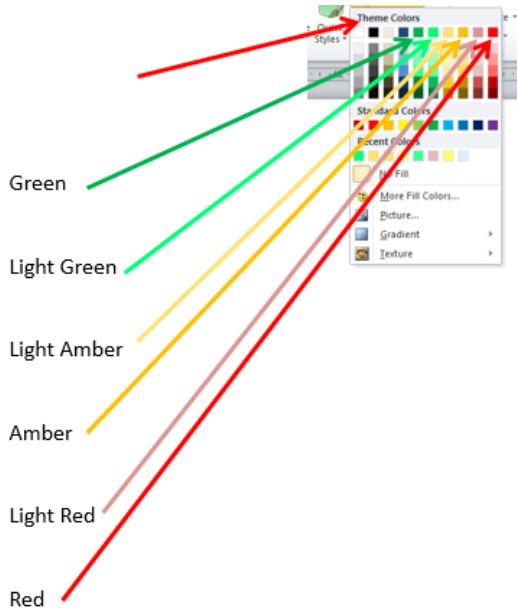 Styles
Theme Colors
Standard Colors
Recent Colors
No Fill
More Fill Colors...
Picture...
Gradient
Texture
Green
Light Green
Light Amber
Amber
Light Red
Red